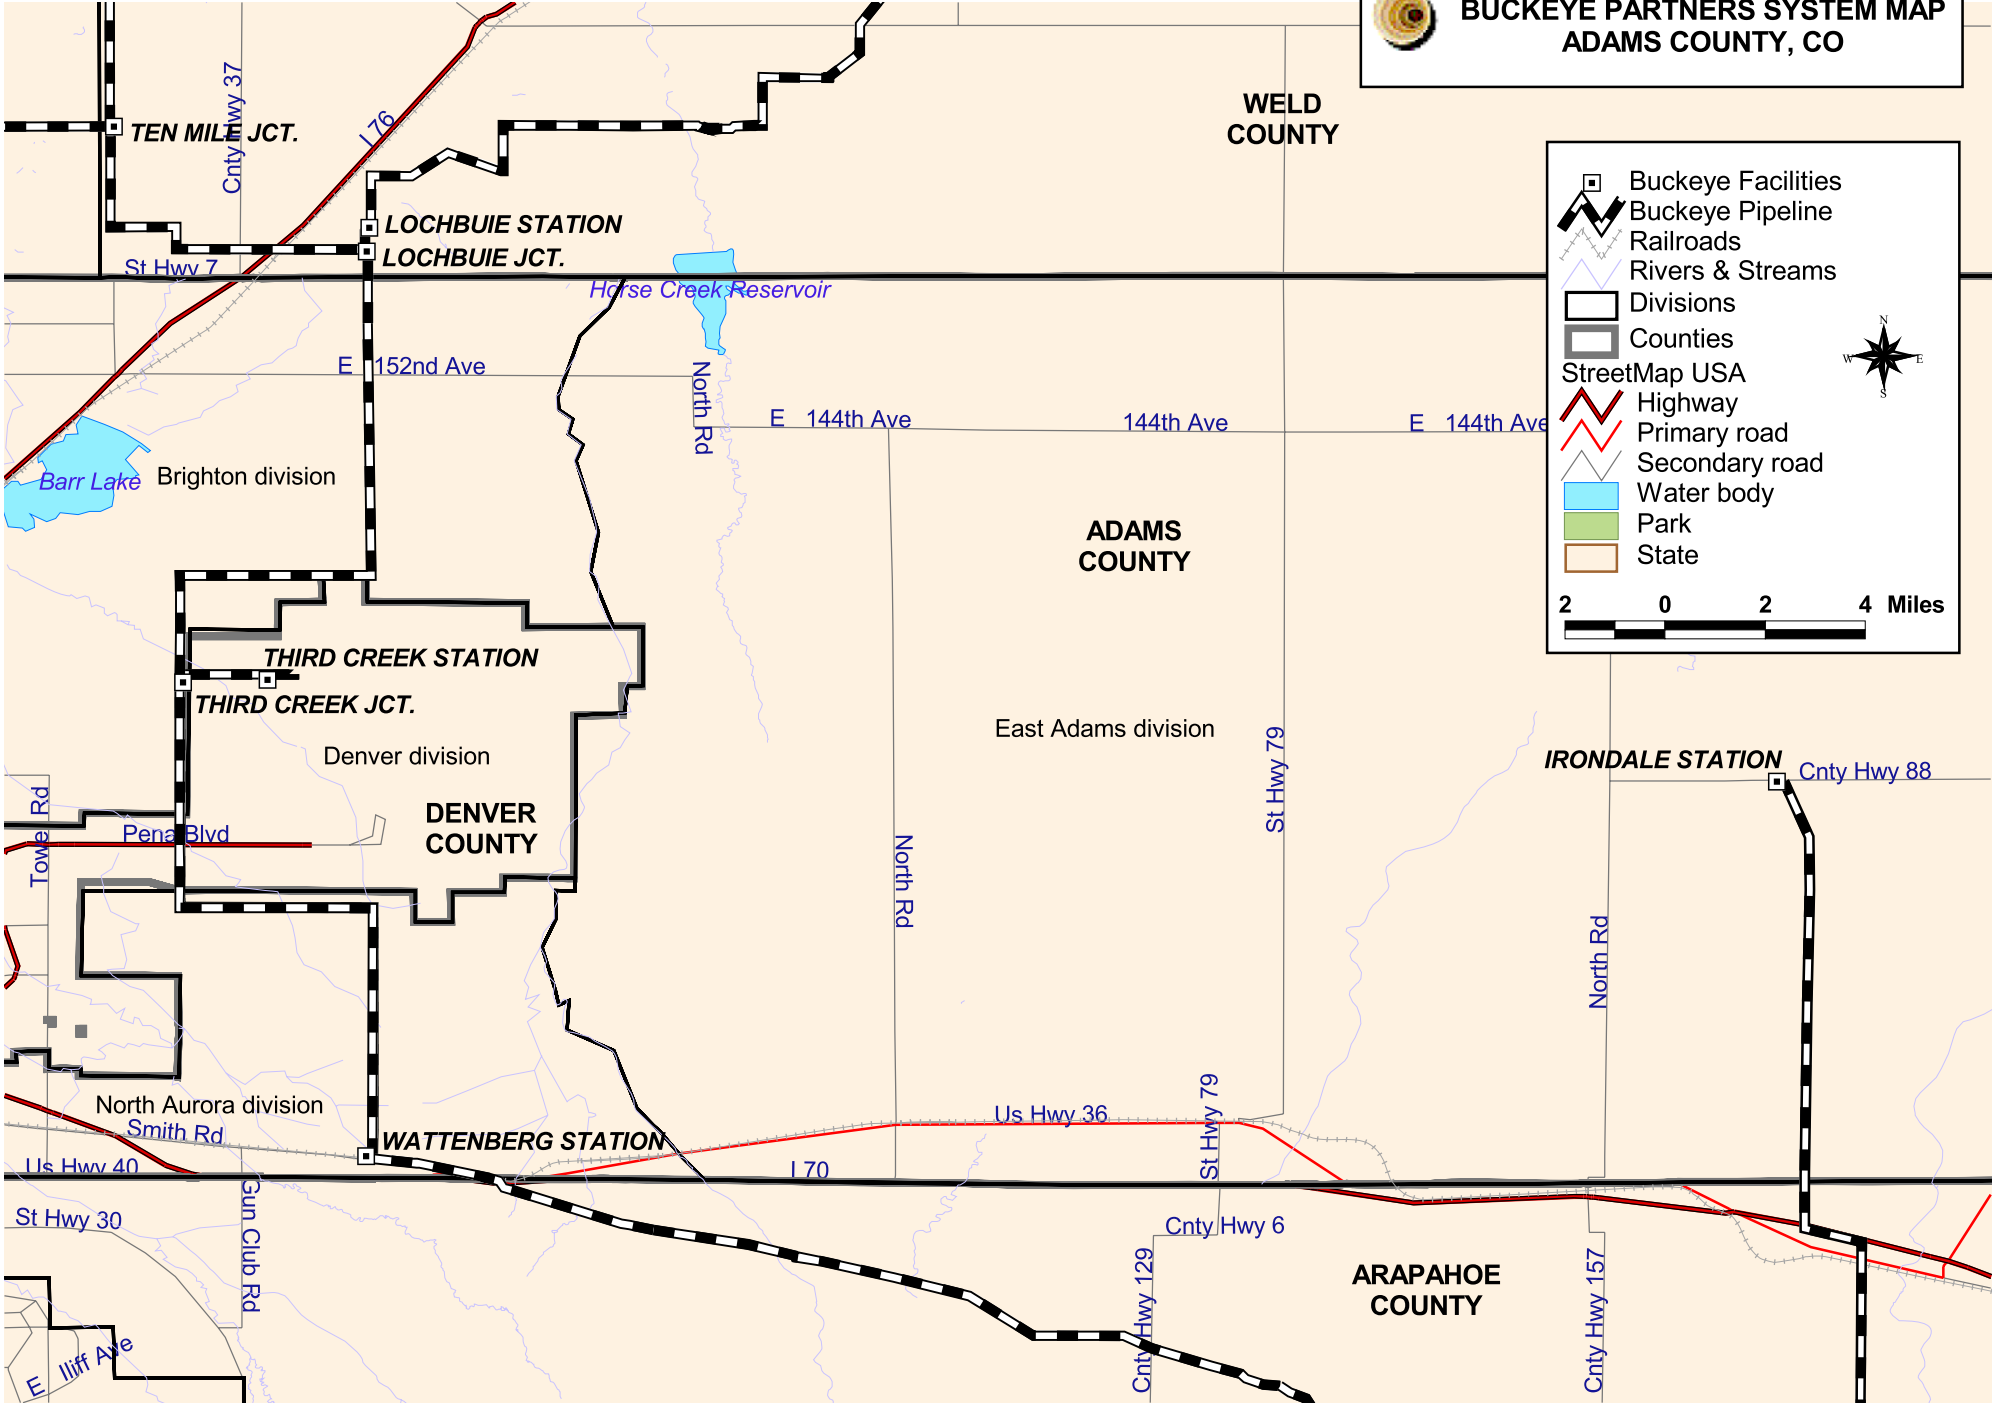 BUCKEYE PARTNERS SYSTEM MAP
ADAMS COUNTY, CO
WELD
COUNTY
TEN MILE JCT.
Cnty Hwy 37
I 76
LOCHBUIE STATION
LOCHBUIE JCT.
St Hwy 7
Horse Creek Reservoir
E 152nd Ave
North Rd
E 144th Ave
144th Ave
E 144th Ave
Barr Lake
Brighton division
ADAMS
COUNTY
Buckeye Facilities
Buckeye Pipeline
Railroads
Rivers & Streams
Divisions
Counties
StreetMap USA
Highway
Primary road
Secondary road
Water body
Park
State
N
W
E
S
2 0 2 4 Miles
THIRD CREEK STATION
THIRD CREEK JCT.
Denver division
East Adams division
St Hwy 79
IRONDALE STATION
Cnty Hwy 88
DENVER
COUNTY
Towe Rd
Pena Blvd
North Rd
North Rd
North Aurora division
Smith Rd
Us Hwy 40
WATTENBERG STATION
Us Hwy 36
St Hwy 79
I 70
St Hwy 30
Gun Club Rd
Cnty Hwy 6
Cnty Hwy 129
ARAPAHOE
COUNTY
Cnty Hwy 157
E Iliff Ave